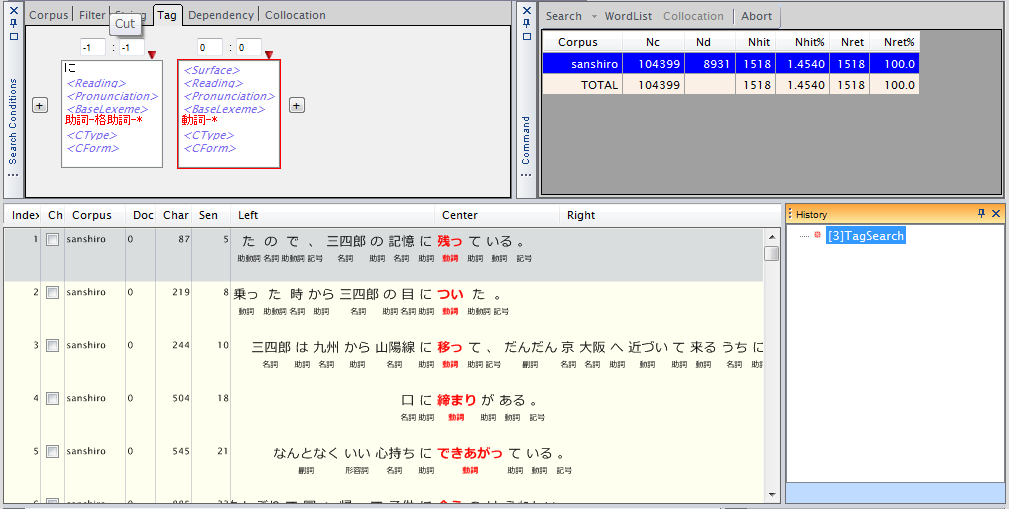 Corpus Filter String Tag Dependency Collocation
Cut
Search Conditions
-1 : -1
0 : 0
に
<Reading>
<Pronunciation>
<BaseLexeme>
助詞-格助詞-*
<CType>
<CForm>
<Surface>
<Reading>
<Pronunciation>
<BaseLexeme>
動詞-*
<CType>
<CForm>
Command
Search WordList Collocation Abort
Corpus Nc Nd Nhit Nhit% Nret Nret%
sanshiro 104399 8931 1518 1.4540 1518 100.0
TOTAL 104399 1518 1.4540 1518 100.0
Index Ch Corpus Doc Char Sen Left Center Right
1 sanshiro 0 87 5 た の で 、 三四郎 の 記憶 に 残っ て いる 。
助動詞 名詞 助動詞 記号 名詞 助詞 名詞 助詞 動詞 助詞 動詞 記号
2 sanshiro 0 219 8 乗っ た 時 から 三四郎 の 目 に つい た 。
動詞 助動詞 名詞 助詞 名詞 助詞 名詞 助詞 動詞 助動詞 記号
3 sanshiro 0 244 10 三四郎 は 九州 から 山陽線 に 移っ て 、 だんだん 京 大阪 へ 近づい て 来る うち に
名詞 助詞 名詞 助詞 名詞 助詞 動詞 助詞 記号 副詞 名詞 名詞 助詞 動詞 助詞 動詞 名詞
4 sanshiro 0 504 18 口 に 締まり が ある 。
名詞 助詞 動詞 助詞 動詞 記号
5 sanshiro 0 545 21 なんとなく いい 心持ち に できあがっ て いる 。
副詞 形容詞 名詞 助詞 動詞 助詞 動詞 記号
History
[3]TagSearch